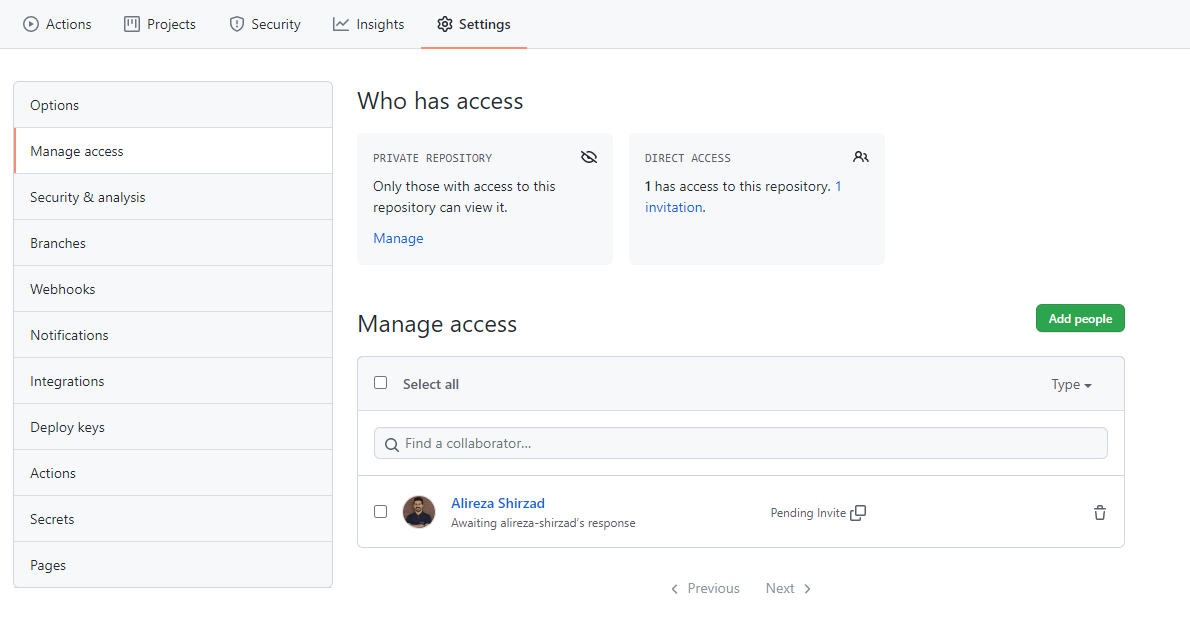 Actions Projects Security Insights Settings
Options
Manage access
Security & analysis
Branches
Webhooks
Notifications
Integrations
Deploy keys
Actions
Secrets
Pages
Who has access
PRIVATE REPOSITORY
Only those with access to this
repository can view it.
Manage
DIRECT ACCESS
1 has access to this repository. 1
invitation.
Manage access
Add people
Select all
Type
Find a collaborator...
Alireza Shirzad
Awaiting alireza-shirzad's response
Pending Invite
Previous Next